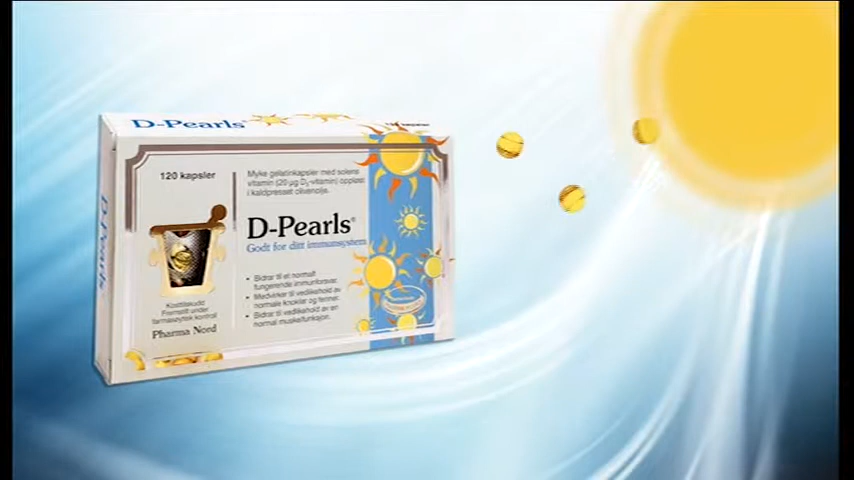 D-Pearls
120 kapsler
Myke gelatinkapsler med solens
vitamin (20 µg D₃-vitamin) oppløst
i kaldpresset olivenolje.
D-Pearls®
Godt for ditt immunsystem
• Bidrar til et normalt
fungerende immunforsvar.
• Medvirker til vedlikehold av
normale knokler og tenner.
• Bidrar til vedlikehold av en
normal muskelfunksjon.
Kosttilskudd
Fremstilt under
farmasøytisk kontroll
Pharma Nord
D-Pearls